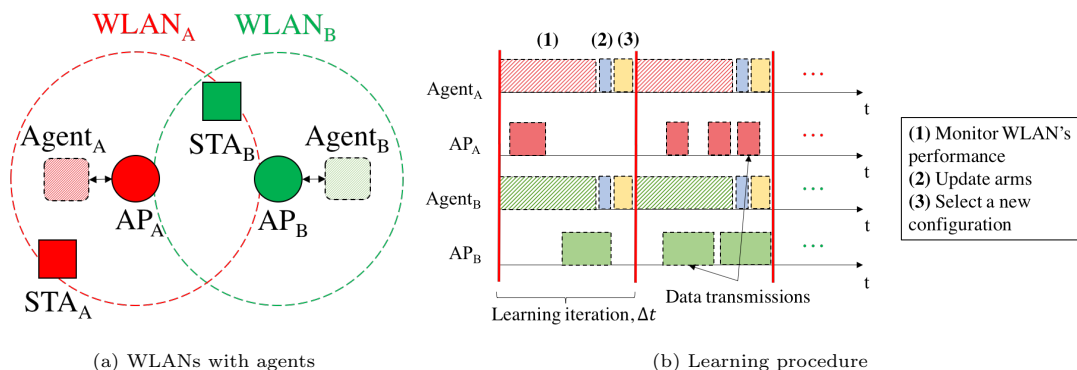 WLAN_A WLAN_B
Agent_A
STA_B
Agent_B
AP_A
AP_B
STA_A
(a) WLANs with agents
(1) (2) (3)
Agent_A
...
t
AP_A
...
t
Agent_B
...
t
AP_B
...
t
Data transmissions
Learning iteration, Δt
(1) Monitor WLAN's
performance
(2) Update arms
(3) Select a new
configuration
(b) Learning procedure